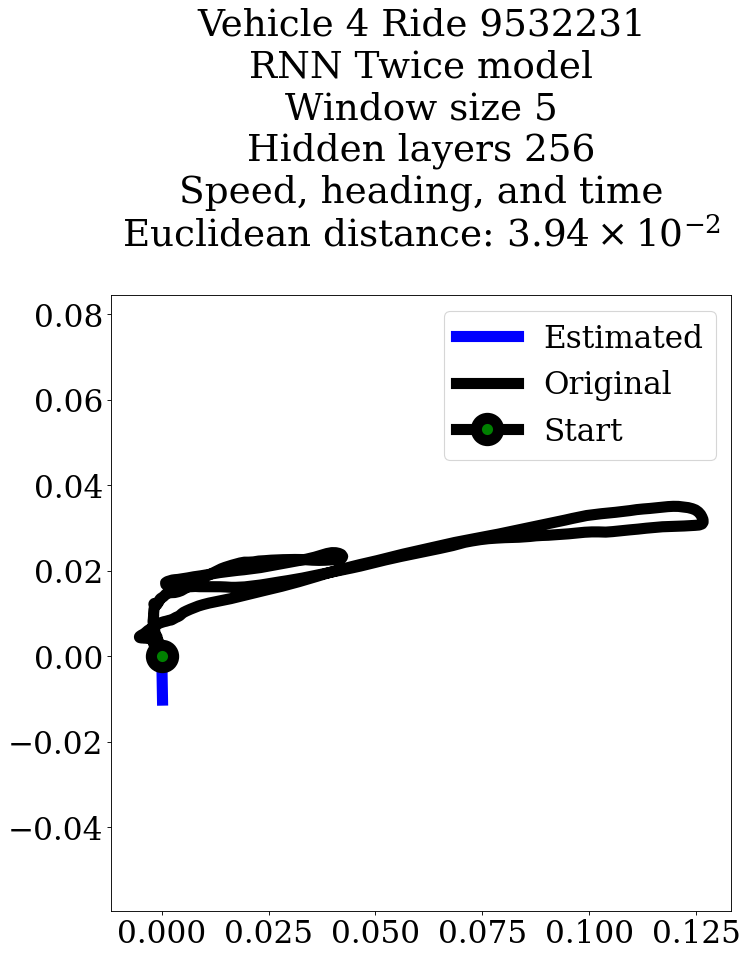 Vehicle 4 Ride 9532231
RNN Twice model
Window size 5
Hidden layers 256
Speed, heading, and time
Euclidean distance: 3.94 × 10⁻²
Estimated
Original
Start
0.08
0.06
0.04
0.02
0.00
−0.02
−0.04
0.000 0.025 0.050 0.075 0.100 0.125